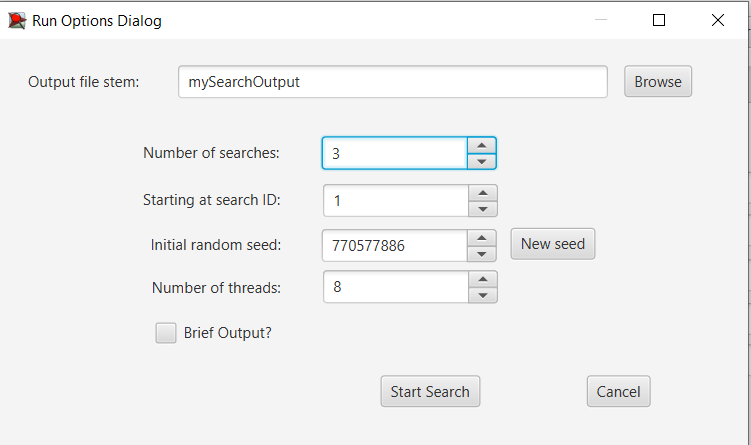 Run Options Dialog
Output file stem: mySearchOutput Browse
Number of searches: 3
Starting at search ID: 1
Initial random seed: 770577886 New seed
Number of threads: 8
Brief Output?
Start Search Cancel